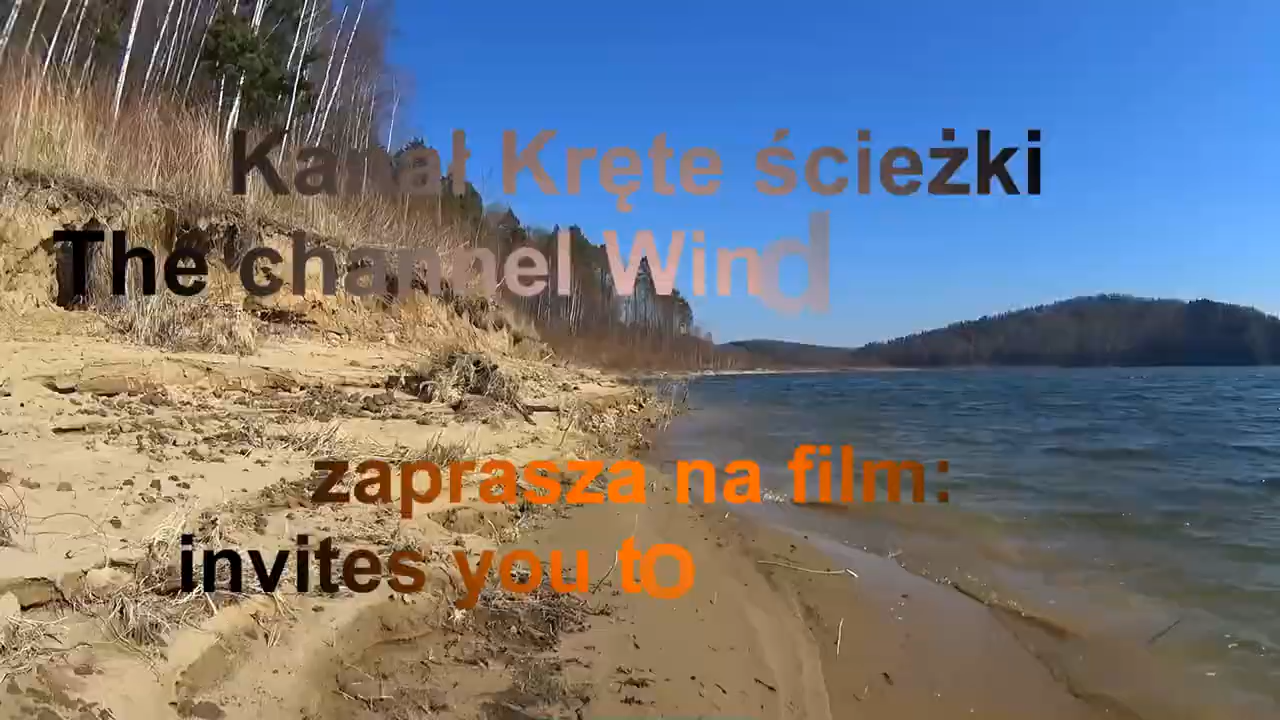 Kanał Kręte ścieżki
The channel Wind
zaprasza na film:
invites you to